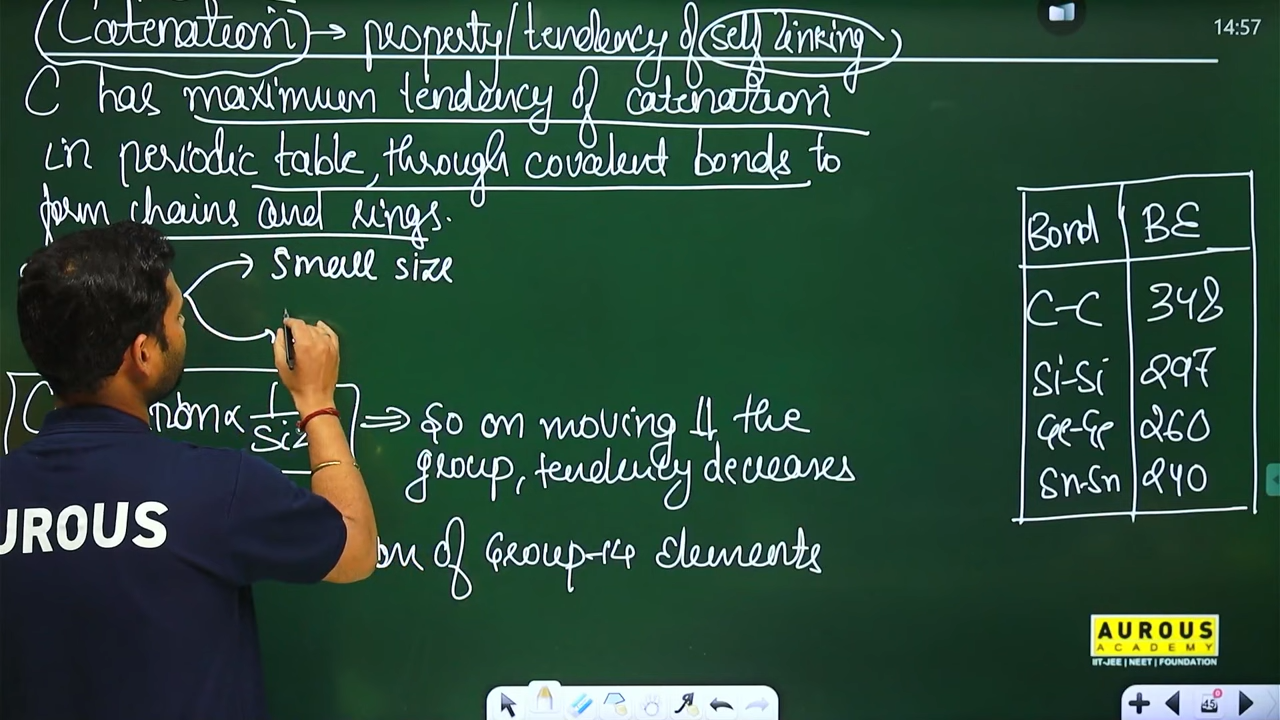 14:57
Catenation → property/tendency of self linking
C has maximum tendency of catenation
in periodic table, through covalent bonds to
form chains and rings.
Small size
⇒ So on moving ⇓ the
group, tendency decreases
of Group-14 Elements
Bond BE
C-C 348
Si-Si 297
Ge-Ge 260
Sn-Sn 240
UROUS
AUROUS
ACADEMY
IIT-JEE | NEET | FOUNDATION
45